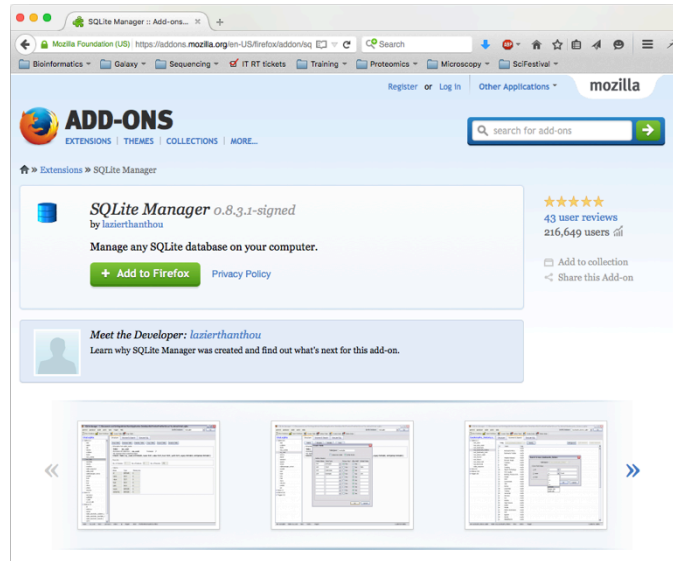 SQLite Manager :: Add-ons...
Mozilla Foundation (US) https://addons.mozilla.org/en-US/firefox/addon/sq Search
Bioinformatics Galaxy Sequencing IT RT tickets Training Proteomics Microscopy SciFestival
Register or Log In Other Applications mozilla
ADD-ONS
EXTENSIONS | THEMES | COLLECTIONS | MORE...
search for add-ons
» Extensions » SQLite Manager
SQLite Manager 0.8.3.1-signed
by lazierthanthou
Manage any SQLite database on your computer.
+ Add to Firefox Privacy Policy
43 user reviews
216,649 users
Add to collection
Share this Add-on
Meet the Developer: lazierthanthou
Learn why SQLite Manager was created and find out what's next for this add-on.
« »